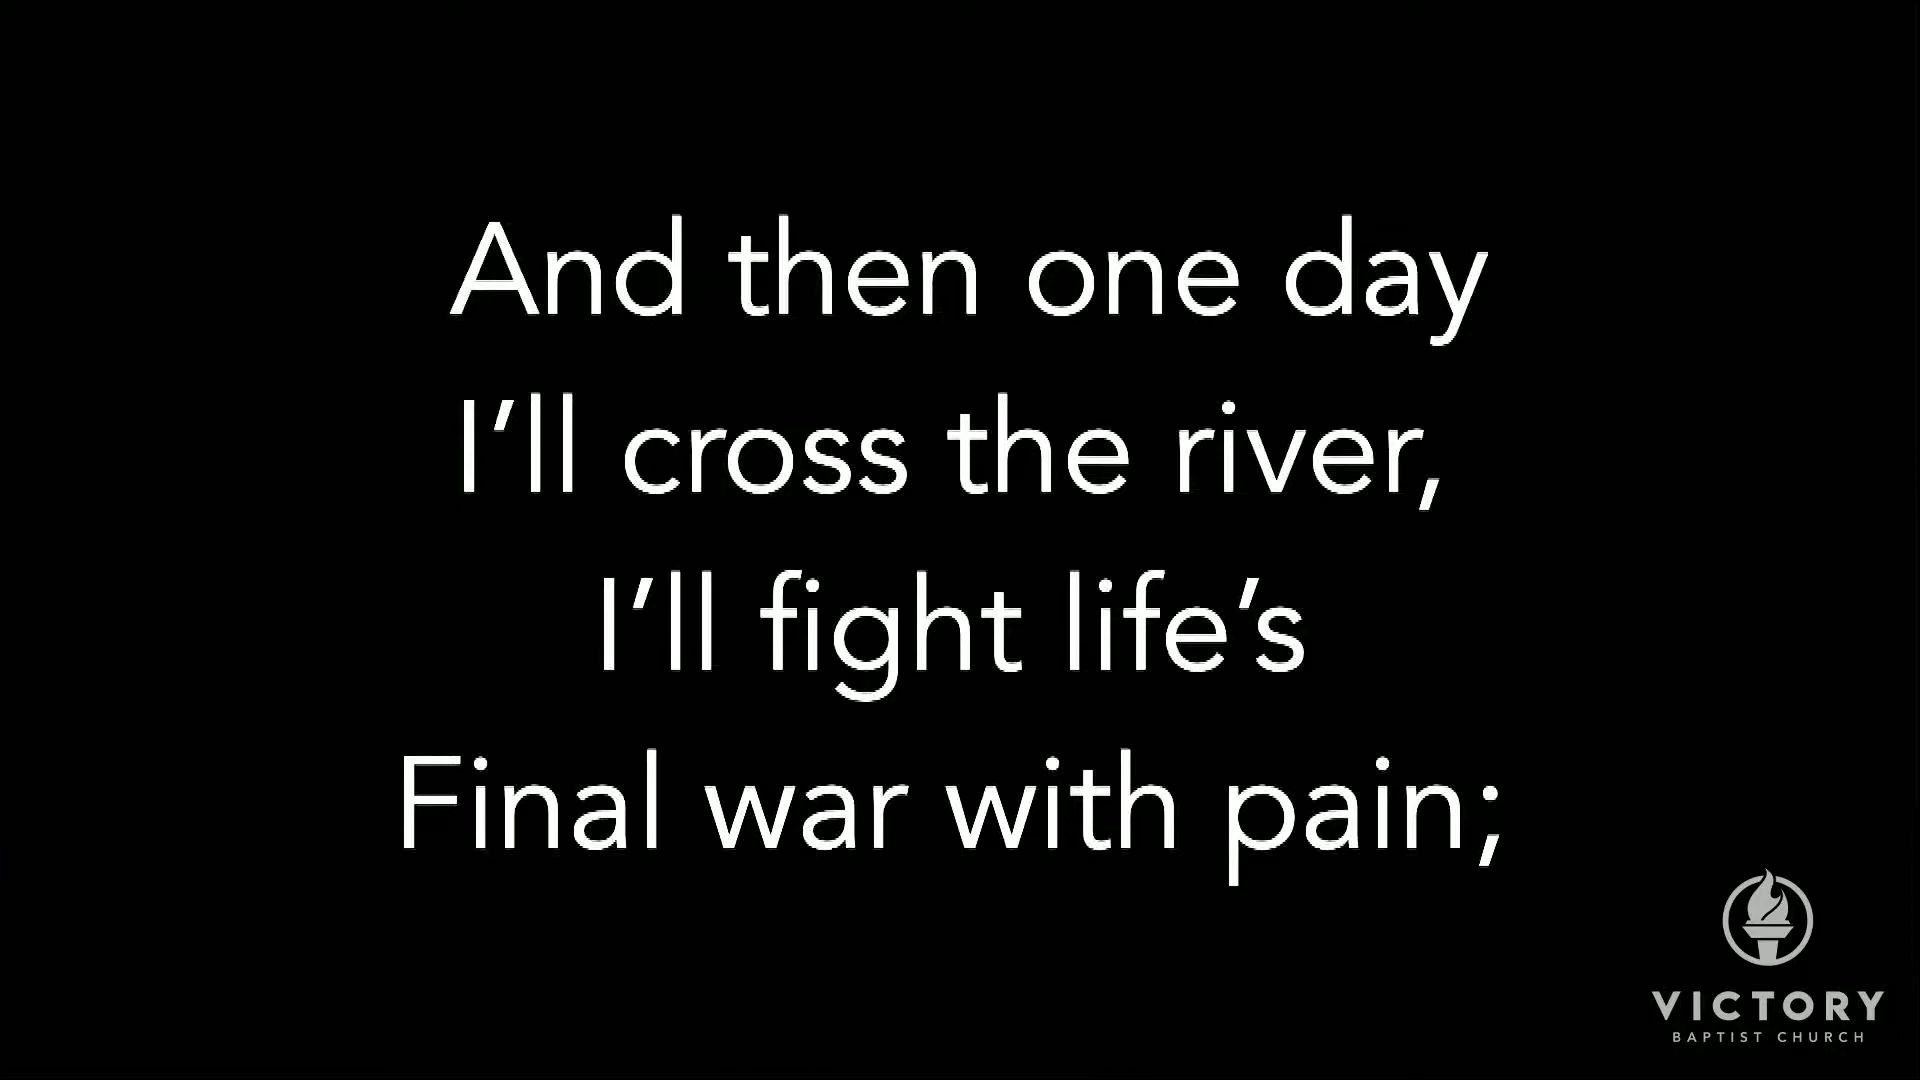 And then one day
I’ll cross the river,
I’ll fight life’s
Final war with pain;
VICTORY
BAPTIST CHURCH